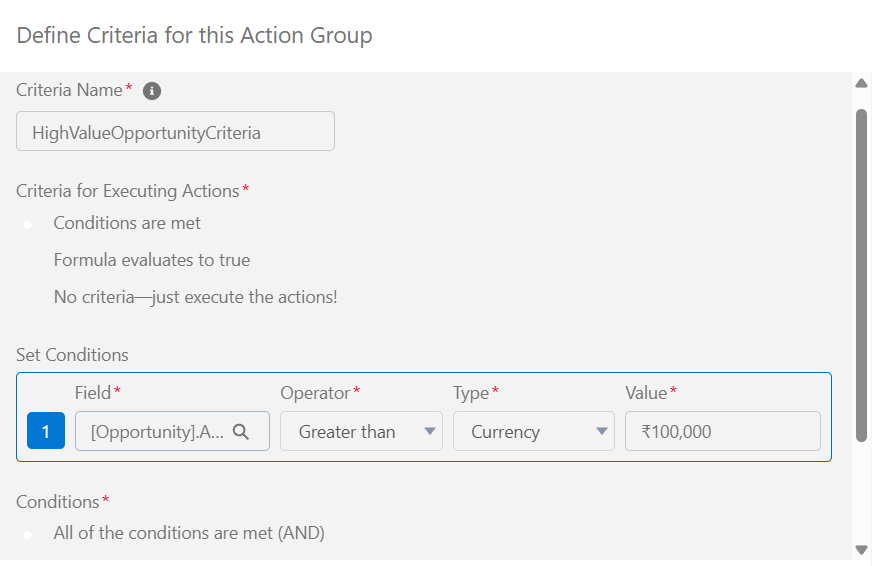 Define Criteria for this Action Group
Criteria Name*
HighValueOpportunityCriteria
Criteria for Executing Actions*
Conditions are met
Formula evaluates to true
No criteria—just execute the actions!
Set Conditions
Field* Operator* Type* Value*
1 [Opportunity].A... Greater than Currency ₹100,000
Conditions*
All of the conditions are met (AND)